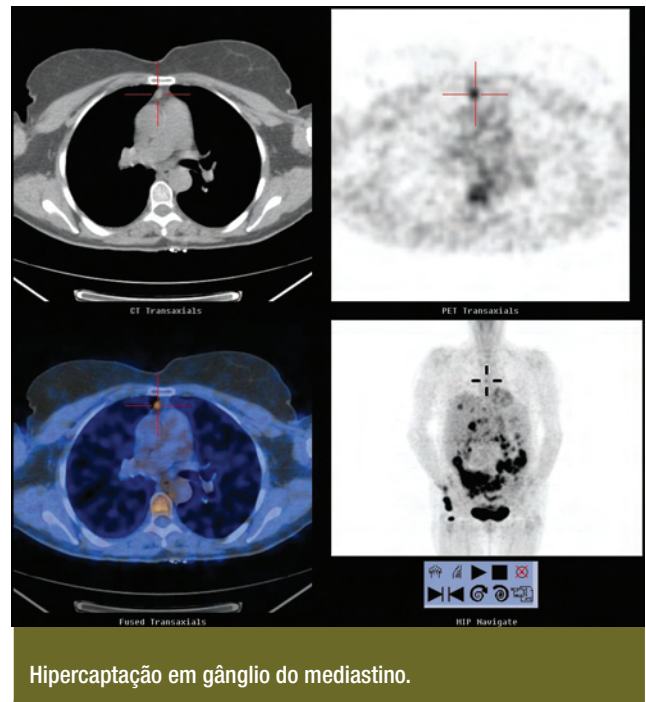 CT Transaxials
PET Transaxials
Fused Transaxials
MIP Navigate
Hipercaptação em gânglio do mediastino.